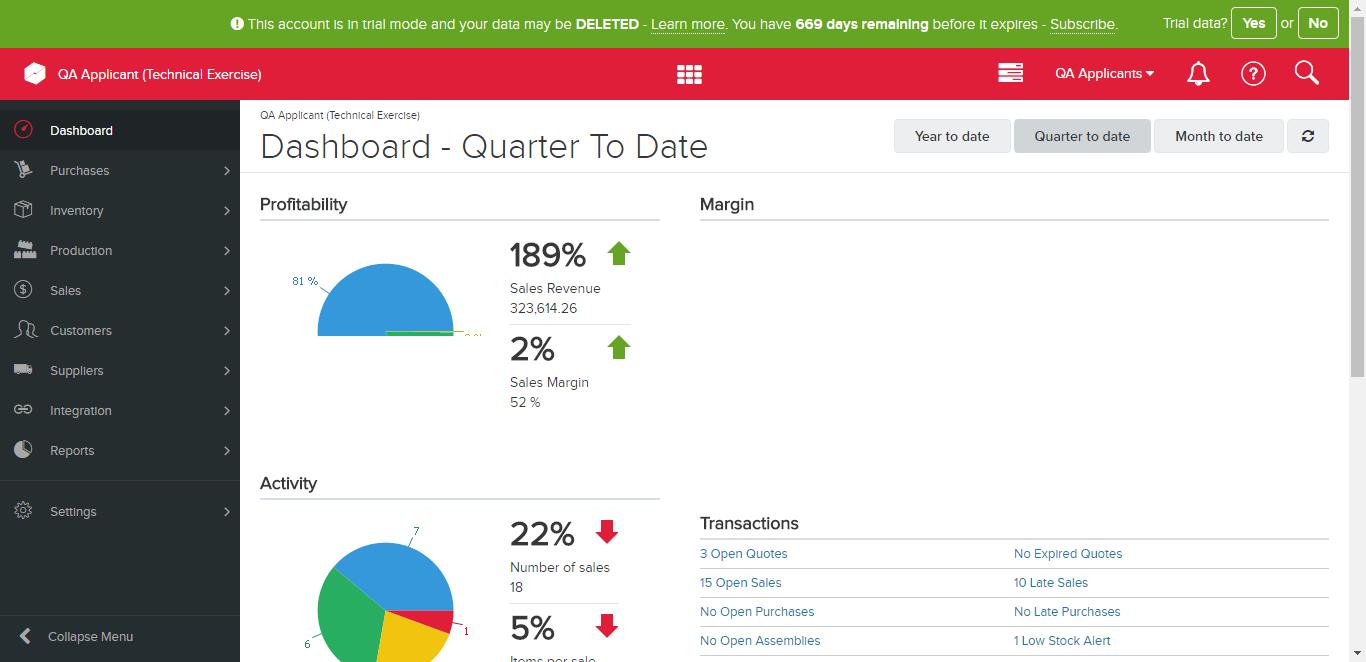 This account is in trial mode and your data may be DELETED - Learn more. You have 669 days remaining before it expires - Subscribe.
Trial data? Yes or No
QA Applicant (Technical Exercise)
QA Applicants
?
Dashboard
Purchases
Inventory
Production
Sales
Customers
Suppliers
Integration
Reports
Settings
Collapse Menu
QA Applicant (Technical Exercise)
Dashboard - Quarter To Date
Year to date
Quarter to date
Month to date
Profitability
81 %
189%
Sales Revenue
323,614.26
2%
Sales Margin
52 %
Margin
Activity
7
6
1
22%
Number of sales
18
5%
Items per sale
Transactions
3 Open Quotes
No Expired Quotes
15 Open Sales
10 Late Sales
No Open Purchases
No Late Purchases
No Open Assemblies
1 Low Stock Alert